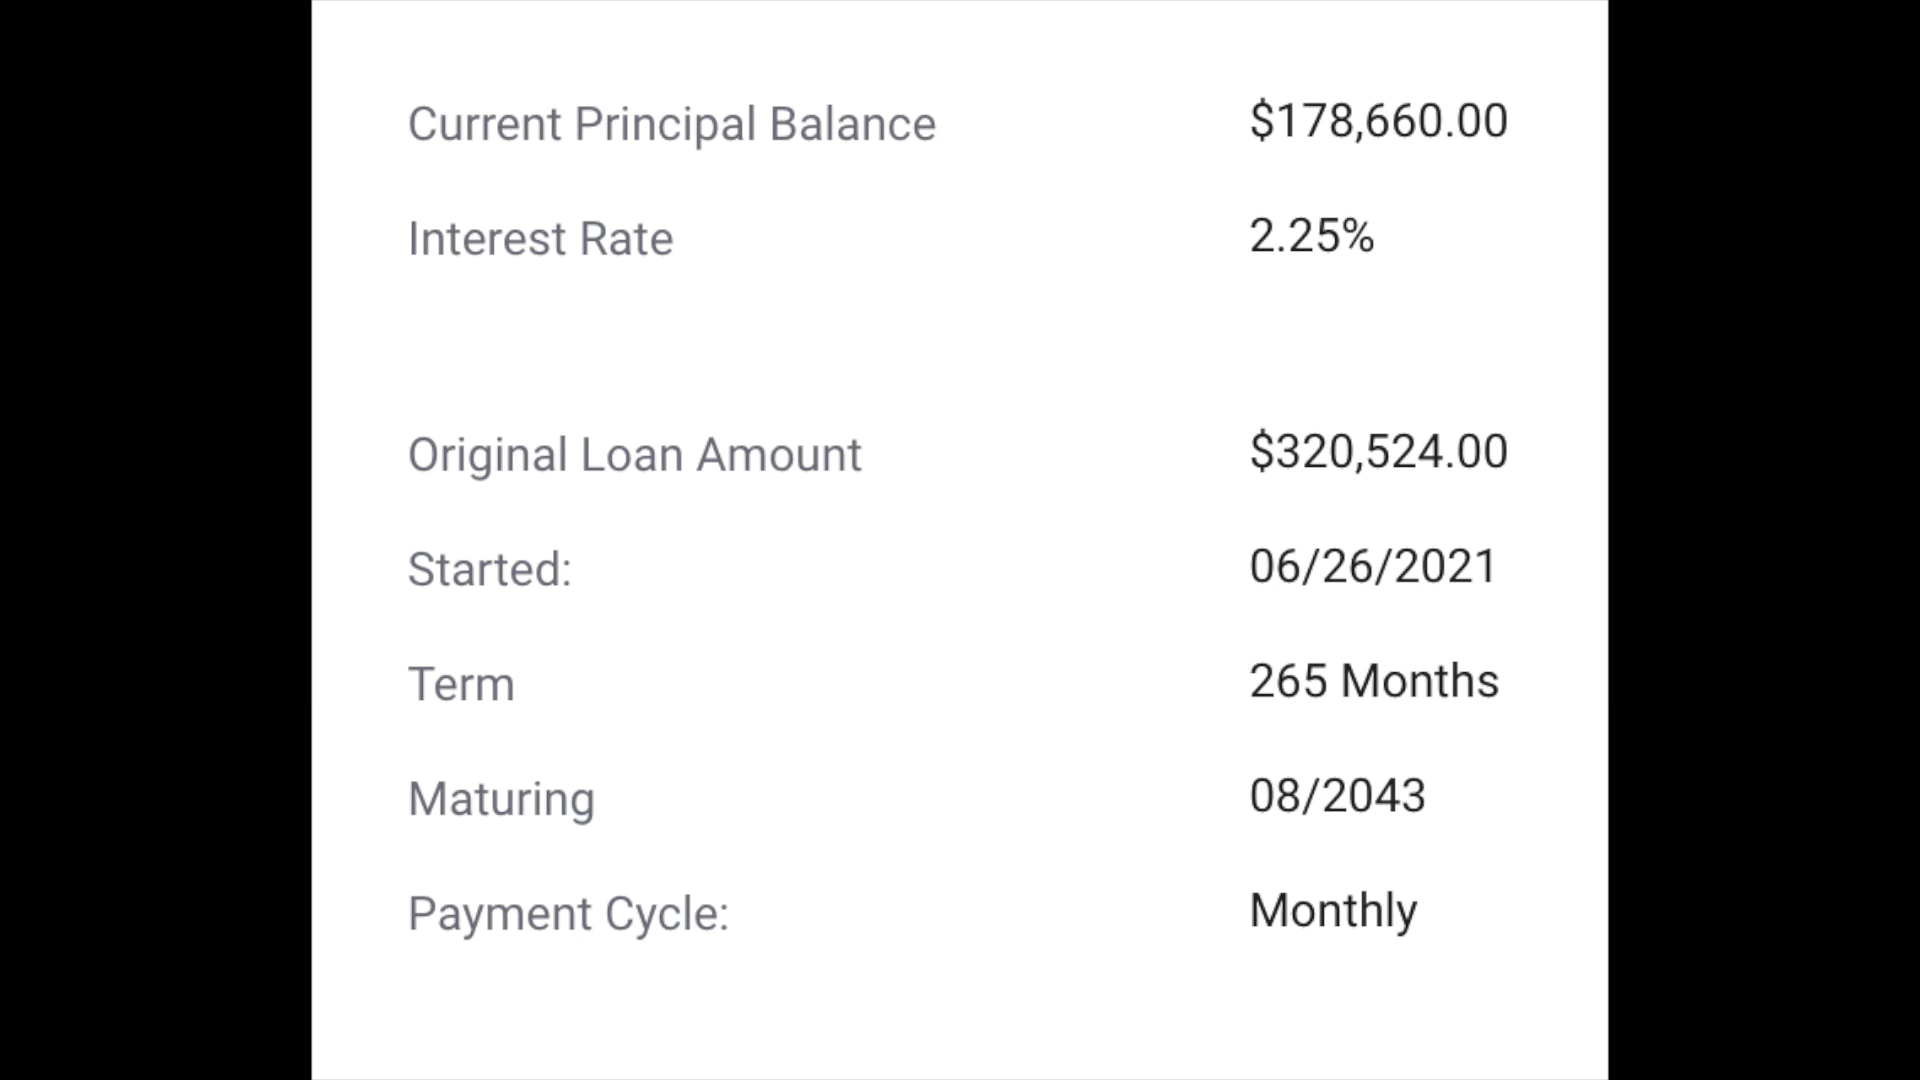 Current Principal Balance $178,660.00
Interest Rate 2.25%
Original Loan Amount $320,524.00
Started: 06/26/2021
Term 265 Months
Maturing 08/2043
Payment Cycle: Monthly